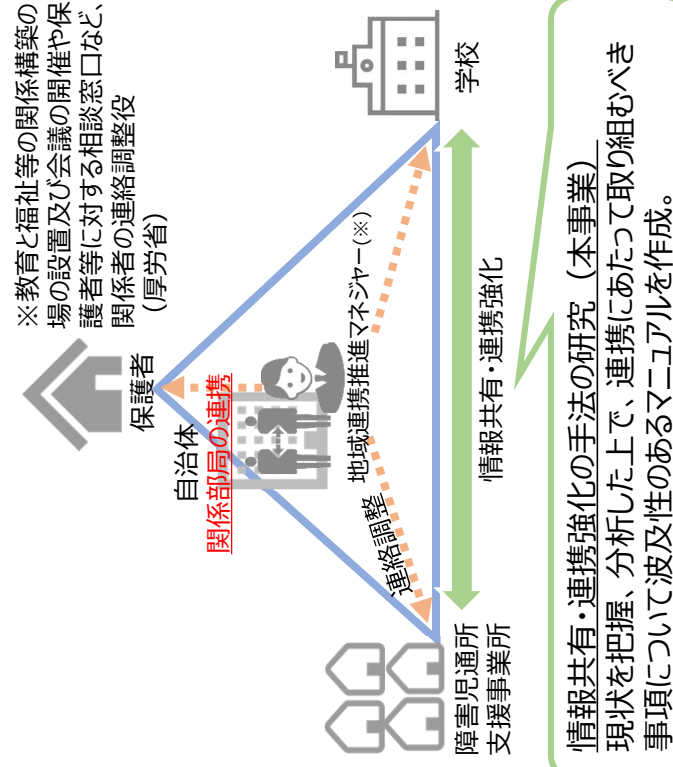 ※教育と福祉等の関係構築の
場の設置及び会議の開催や保
護者等に対する相談窓口など、
関係者の連絡調整役
（厚労省）
保護者
自治体
関係部局の連携
地域連携推進マネジャー(※)
連絡調整
学校
障害児通所
支援事業所
情報共有・連携強化
情報共有・連携強化の手法の研究（本事業）
現状を把握、分析した上で、連携にあたって取り組むべき
事項について波及性のあるマニュアルを作成。